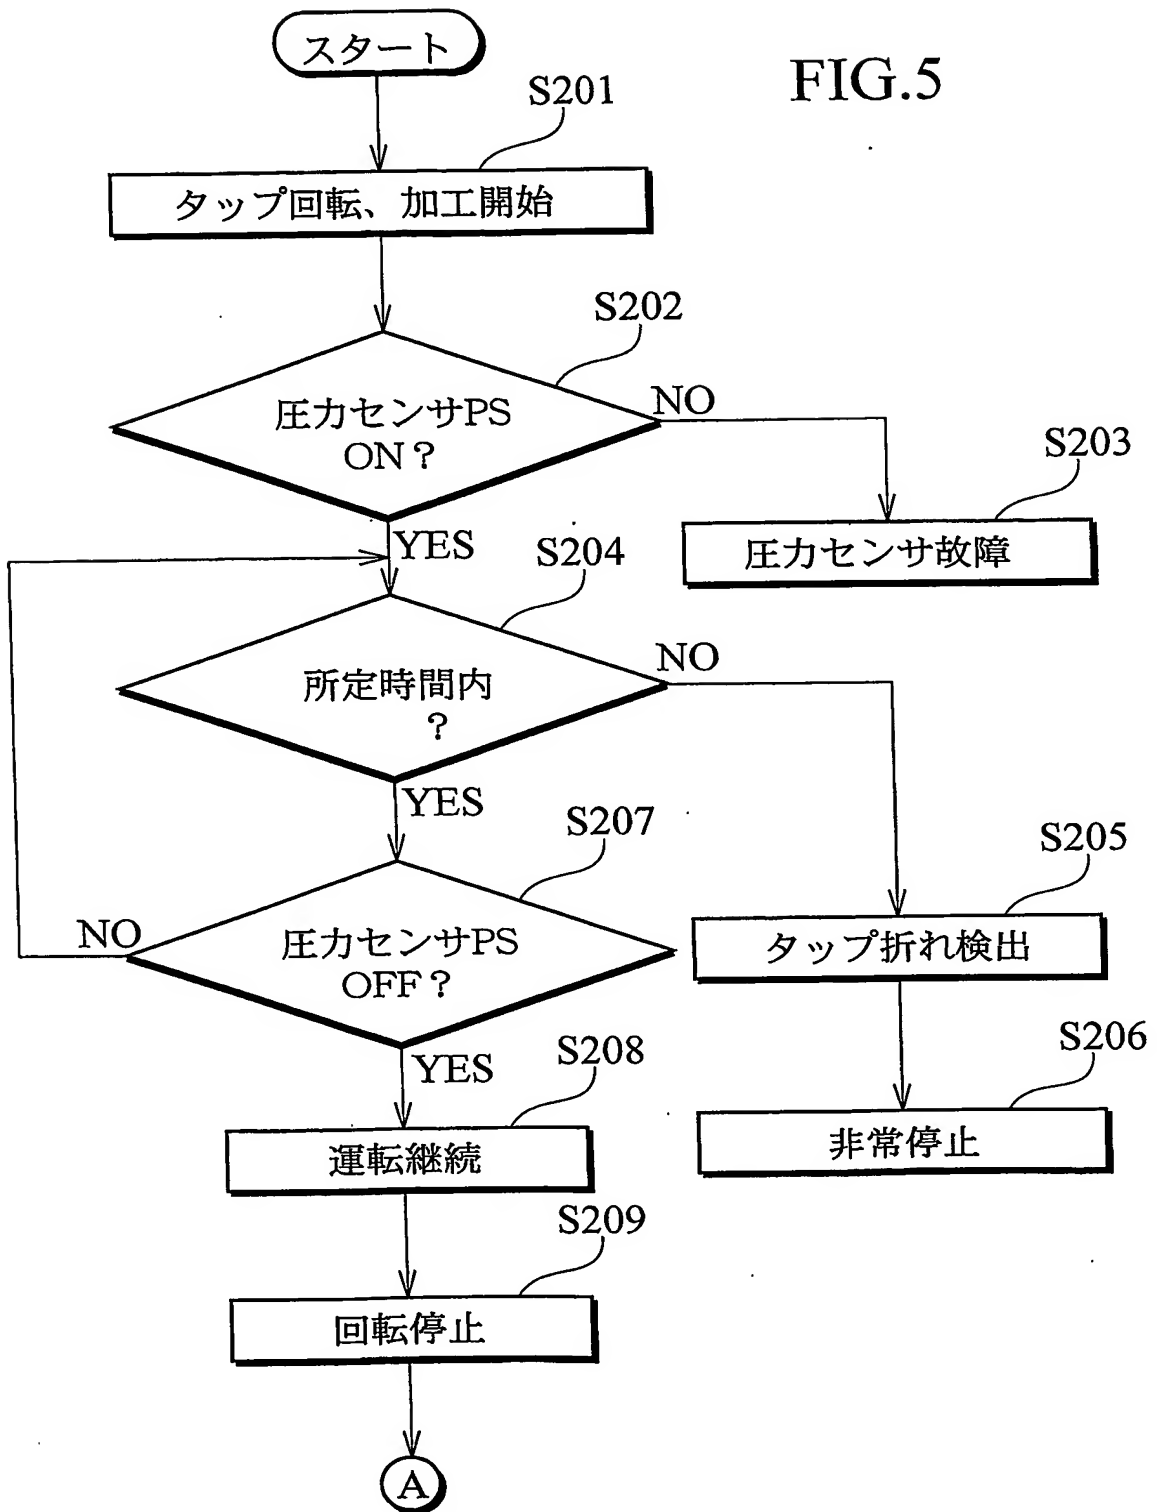 スタート
FIG.5
S201
タップ回転、加工開始
S202
圧力センサPS
ON?
NO
S203
圧力センサ故障
YES
S204
所定時間内
?
NO
YES
S207
S205
圧力センサPS
OFF?
NO
タップ折れ検出
YES
S208
S206
運転継続
非常停止
S209
回転停止
A